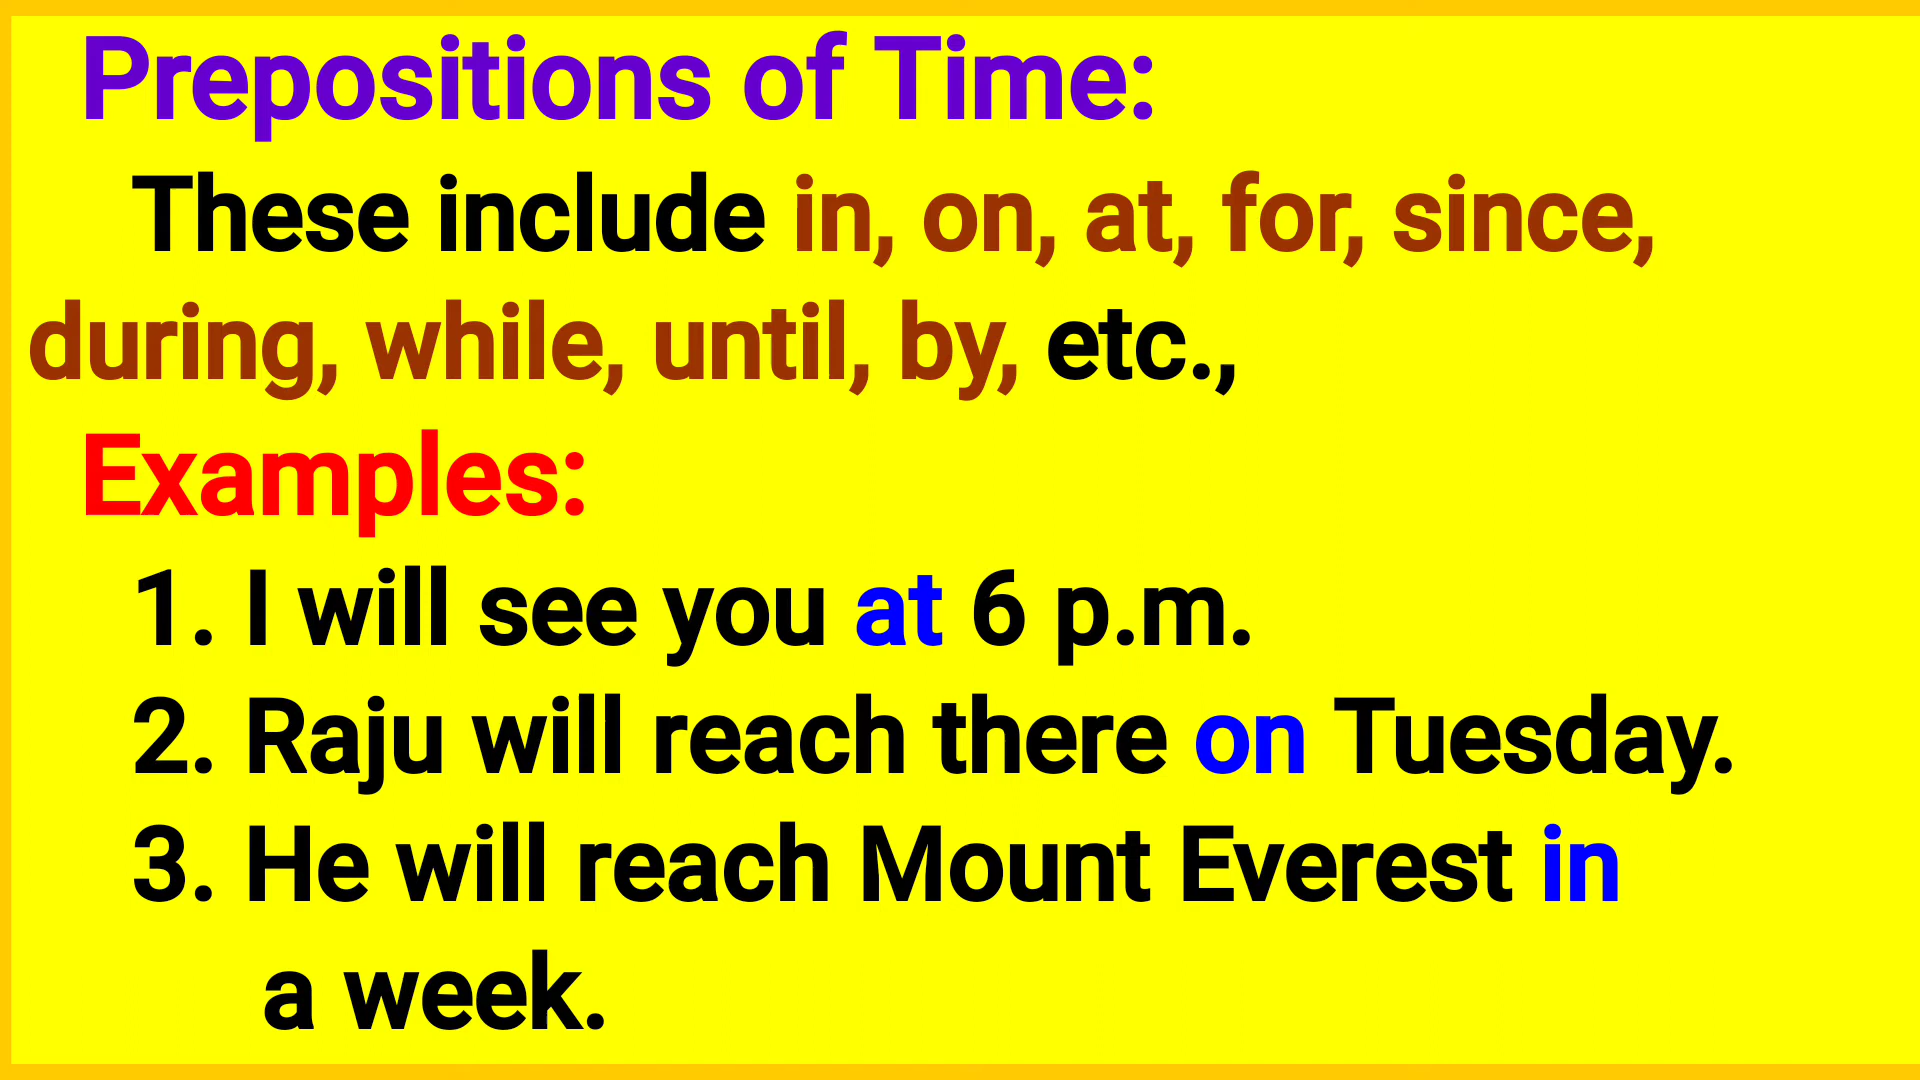 Prepositions of Time:
These include in, on, at, for, since,
during, while, until, by, etc.,
Examples:
1. I will see you at 6 p.m.
2. Raju will reach there on Tuesday.
3. He will reach Mount Everest in
a week.